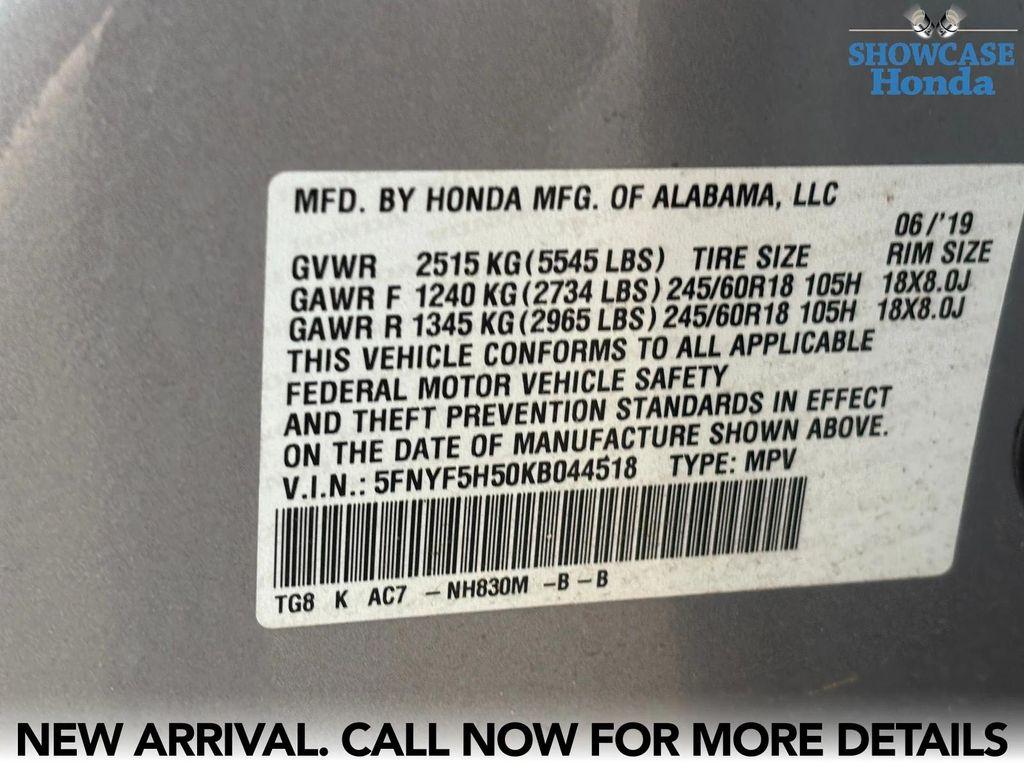 SHOWCASE
Honda
MFD. BY HONDA MFG. OF ALABAMA, LLC
06/'19
GVWR 2515 KG (5545 LBS) TIRE SIZE RIM SIZE
GAWR F 1240 KG (2734 LBS) 245/60R18 105H 18X8.0J
GAWR R 1345 KG (2965 LBS) 245/60R18 105H 18X8.0J
THIS VEHICLE CONFORMS TO ALL APPLICABLE
FEDERAL MOTOR VEHICLE SAFETY
AND THEFT PREVENTION STANDARDS IN EFFECT
ON THE DATE OF MANUFACTURE SHOWN ABOVE.
V.I.N.: 5FNYF5H50KB044518 TYPE: MPV
TG8 K AC7 - NH830M - B - B
NEW ARRIVAL. CALL NOW FOR MORE DETAILS